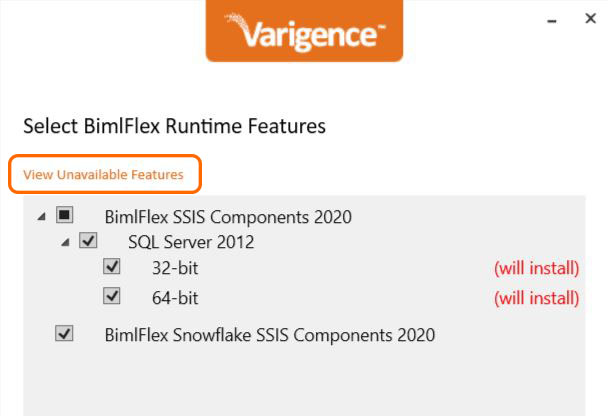 Varigence™
Select BimlFlex Runtime Features
View Unavailable Features
BimlFlex SSIS Components 2020
SQL Server 2012
32-bit (will install)
64-bit (will install)
BimlFlex Snowflake SSIS Components 2020